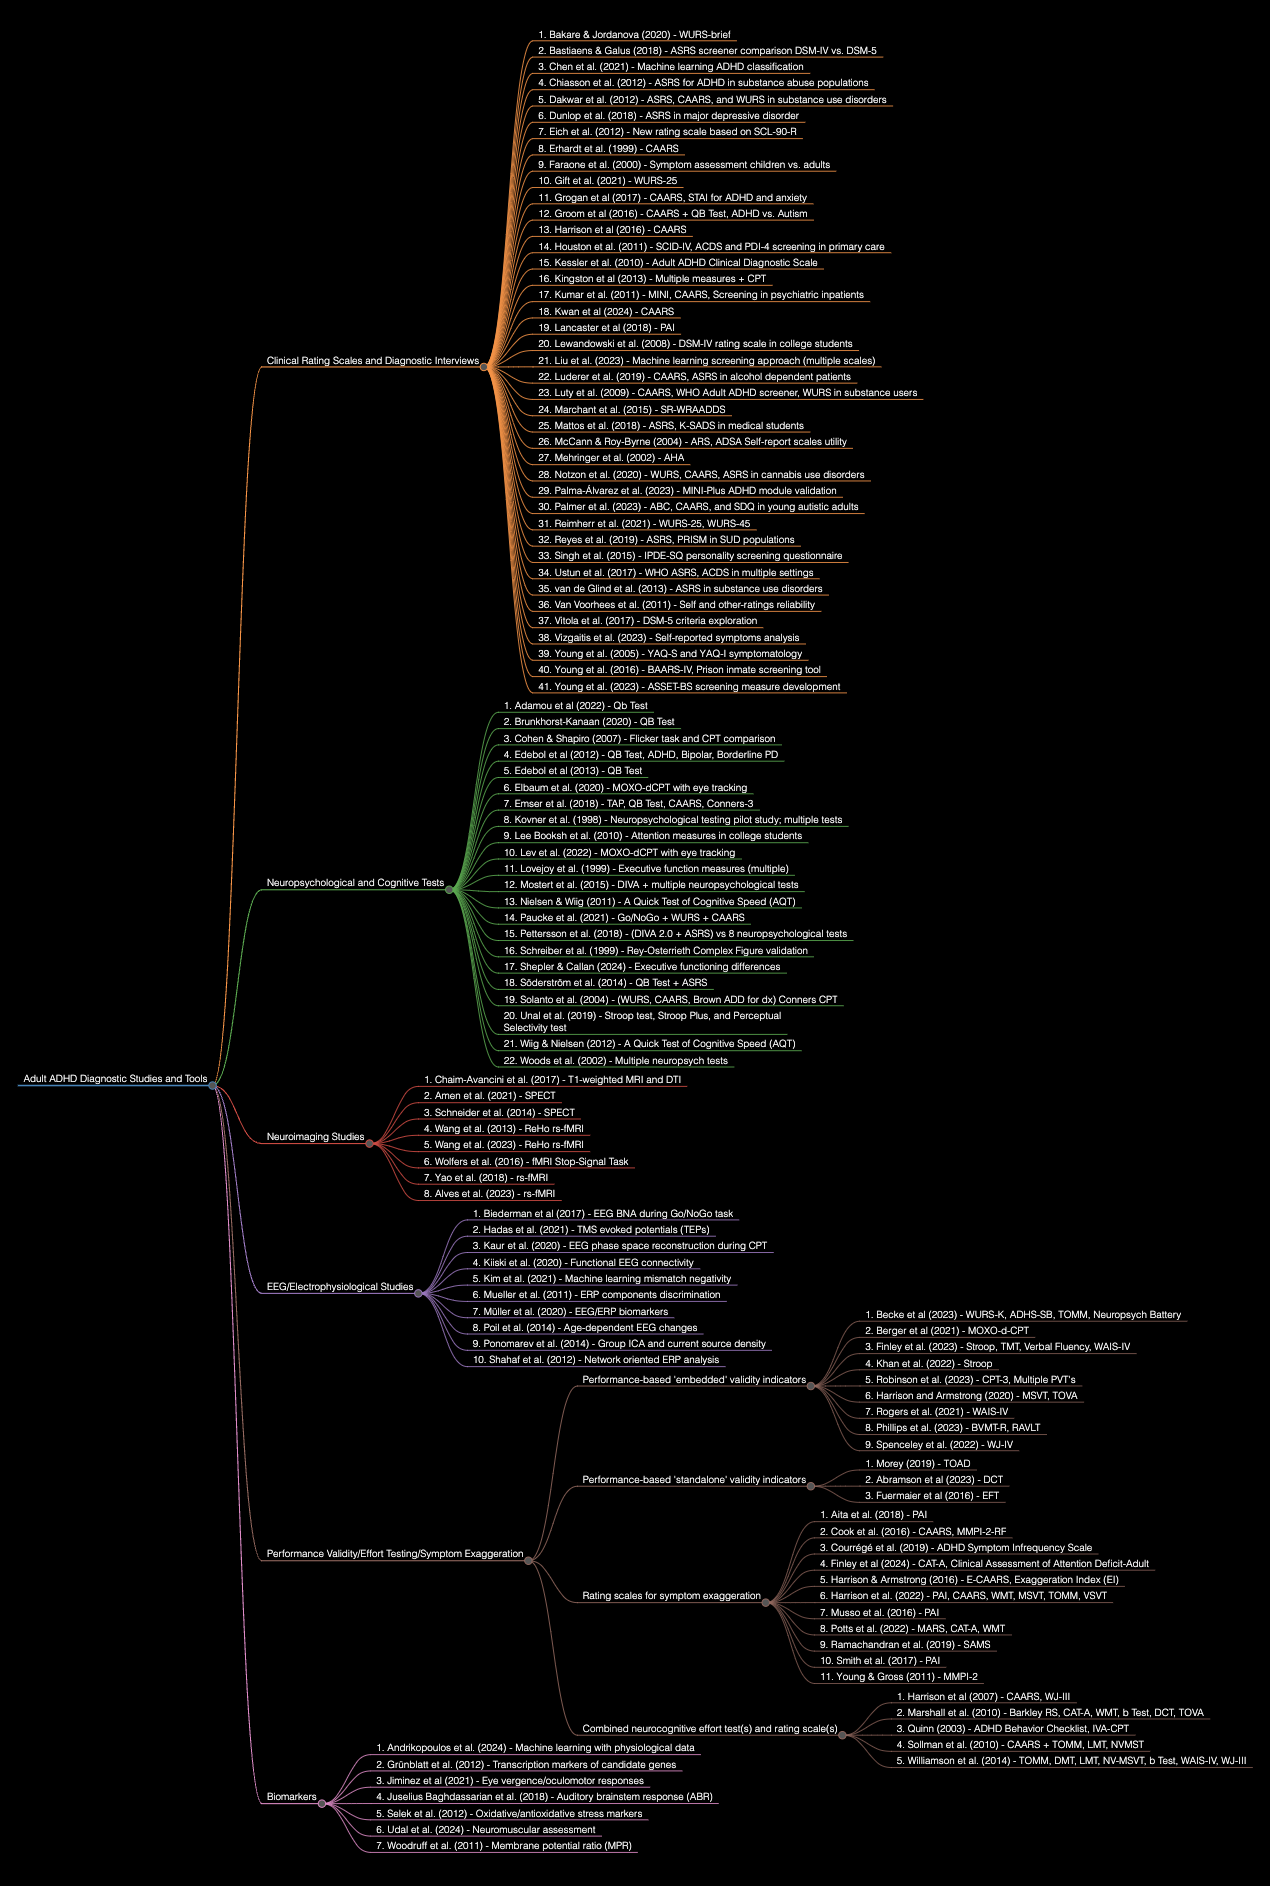 Adult ADHD Diagnostic Studies and Tools
Clinical Rating Scales and Diagnostic Interviews
1. Bakare & Jordanova (2020) - WURS-brief
2. Bastiaens & Galus (2018) - ASRS screener comparison DSM-IV vs. DSM-5
3. Chen et al. (2021) - Machine learning ADHD classification
4. Chiasson et al. (2012) - ASRS for ADHD in substance abuse populations
5. Dakwar et al. (2012) - ASRS, CAARS, and WURS in substance use disorders
6. Dunlop et al. (2018) - ASRS in major depressive disorder
7. Eich et al. (2012) - New rating scale based on SCL-90-R
8. Erhardt et al. (1999) - CAARS
9. Faraone et al. (2000) - Symptom assessment children vs. adults
10. Gift et al. (2021) - WURS-25
11. Grogan et al (2017) - CAARS, STAI for ADHD and anxiety
12. Groom et al (2016) - CAARS + QB Test, ADHD vs. Autism
13. Harrison et al (2016) - CAARS
14. Houston et al. (2011) - SCID-IV, ACDS and PDI-4 screening in primary care
15. Kessler et al. (2010) - Adult ADHD Clinical Diagnostic Scale
16. Kingston et al (2013) - Multiple measures + CPT
17. Kumar et al. (2011) - MINI, CAARS, Screening in psychiatric inpatients
18. Kwan et al (2024) - CAARS
19. Lancaster et al (2018) - PAI
20. Lewandowski et al. (2008) - DSM-IV rating scale in college students
21. Liu et al. (2023) - Machine learning screening approach (multiple scales)
22. Luderer et al. (2019) - CAARS, ASRS in alcohol dependent patients
23. Luty et al. (2009) - CAARS, WHO Adult ADHD screener, WURS in substance users
24. Marchant et al. (2015) - SR-WRAADDS
25. Mattos et al. (2018) - ASRS, K-SADS in medical students
26. McCann & Roy-Byrne (2004) - ARS, ADSA Self-report scales utility
27. Mehringer et al. (2002) - AHA
28. Notzon et al. (2020) - WURS, CAARS, ASRS in cannabis use disorders
29. Palma-Álvarez et al. (2023) - MINI-Plus ADHD module validation
30. Palmer et al. (2023) - ABC, CAARS, and SDQ in young autistic adults
31. Reimherr et al. (2021) - WURS-25, WURS-45
32. Reyes et al. (2019) - ASRS, PRISM in SUD populations
33. Singh et al. (2015) - IPDE-SQ personality screening questionnaire
34. Ustun et al. (2017) - WHO ASRS, ACDS in multiple settings
35. van de Glind et al. (2013) - ASRS in substance use disorders
36. Van Voorhees et al. (2011) - Self and other-ratings reliability
37. Vitola et al. (2017) - DSM-5 criteria exploration
38. Vizgaitis et al. (2023) - Self-reported symptoms analysis
39. Young et al. (2005) - YAQ-S and YAQ-I symptomatology
40. Young et al. (2016) - BAARS-IV, Prison inmate screening tool
41. Young et al. (2023) - ASSET-BS screening measure development
Neuropsychological and Cognitive Tests
1. Adamou et al (2022) - Qb Test
2. Brunkhorst-Kanaan (2020) - QB Test
3. Cohen & Shapiro (2007) - Flicker task and CPT comparison
4. Edebol et al (2012) - QB Test, ADHD, Bipolar, Borderline PD
5. Edebol et al (2013) - QB Test
6. Elbaum et al. (2020) - MOXO-dCPT with eye tracking
7. Emser et al. (2018) - TAP, QB Test, CAARS, Conners-3
8. Kovner et al. (1998) - Neuropsychological testing pilot study; multiple tests
9. Lee Booksh et al. (2010) - Attention measures in college students
10. Lev et al. (2022) - MOXO-dCPT with eye tracking
11. Lovejoy et al. (1999) - Executive function measures (multiple)
12. Mostert et al. (2015) - DIVA + multiple neuropsychological tests
13. Nielsen & Wiig (2011) - A Quick Test of Cognitive Speed (AQT)
14. Paucke et al. (2021) - Go/NoGo + WURS + CAARS
15. Pettersson et al. (2018) - (DIVA 2.0 + ASRS) vs 8 neuropsychological tests
16. Schreiber et al. (1999) - Rey-Osterrieth Complex Figure validation
17. Shepler & Callan (2024) - Executive functioning differences
18. Söderström et al. (2014) - QB Test + ASRS
19. Solanto et al. (2004) - (WURS, CAARS, Brown ADD for dx) Conners CPT
20. Unal et al. (2019) - Stroop test, Stroop Plus, and Perceptual
Selectivity test
21. Wiig & Nielsen (2012) - A Quick Test of Cognitive Speed (AQT)
22. Woods et al. (2002) - Multiple neuropsych tests
Neuroimaging Studies
1. Chaim-Avancini et al. (2017) - T1-weighted MRI and DTI
2. Amen et al. (2021) - SPECT
3. Schneider et al. (2014) - SPECT
4. Wang et al. (2013) - ReHo rs-fMRI
5. Wang et al. (2023) - ReHo rs-fMRI
6. Wolfers et al. (2016) - fMRI Stop-Signal Task
7. Yao et al. (2018) - rs-fMRI
8. Alves et al. (2023) - rs-fMRI
EEG/Electrophysiological Studies
1. Biederman et al (2017) - EEG BNA during Go/NoGo task
2. Hadas et al. (2021) - TMS evoked potentials (TEPs)
3. Kaur et al. (2020) - EEG phase space reconstruction during CPT
4. Kiiski et al. (2020) - Functional EEG connectivity
5. Kim et al. (2021) - Machine learning mismatch negativity
6. Mueller et al. (2011) - ERP components discrimination
7. Müller et al. (2020) - EEG/ERP biomarkers
8. Poil et al. (2014) - Age-dependent EEG changes
9. Ponomarev et al. (2014) - Group ICA and current source density
10. Shahaf et al. (2012) - Network oriented ERP analysis
Performance Validity/Effort Testing/Symptom Exaggeration
Performance-based 'embedded' validity indicators
1. Becke et al (2023) - WURS-K, ADHS-SB, TOMM, Neuropsych Battery
2. Berger et al (2021) - MOXO-d-CPT
3. Finley et al. (2023) - Stroop, TMT, Verbal Fluency, WAIS-IV
4. Khan et al. (2022) - Stroop
5. Robinson et al. (2023) - CPT-3, Multiple PVT's
6. Harrison and Armstrong (2020) - MSVT, TOVA
7. Rogers et al. (2021) - WAIS-IV
8. Phillips et al. (2023) - BVMT-R, RAVLT
9. Spenceley et al. (2022) - WJ-IV
Performance-based 'standalone' validity indicators
1. Morey (2019) - TOAD
2. Abramson et al (2023) - DCT
3. Fuermaier et al (2016) - EFT
Rating scales for symptom exaggeration
1. Aita et al. (2018) - PAI
2. Cook et al. (2016) - CAARS, MMPI-2-RF
3. Courrégé et al. (2019) - ADHD Symptom Infrequency Scale
4. Finley et al (2024) - CAT-A, Clinical Assessment of Attention Deficit-Adult
5. Harrison & Armstrong (2016) - E-CAARS, Exaggeration Index (EI)
6. Harrison et al. (2022) - PAI, CAARS, WMT, MSVT, TOMM, VSVT
7. Musso et al. (2016) - PAI
8. Potts et al. (2022) - MARS, CAT-A, WMT
9. Ramachandran et al. (2019) - SAMS
10. Smith et al. (2017) - PAI
11. Young & Gross (2011) - MMPI-2
Combined neurocognitive effort test(s) and rating scale(s)
1. Harrison et al (2007) - CAARS, WJ-III
2. Marshall et al. (2010) - Barkley RS, CAT-A, WMT, b Test, DCT, TOVA
3. Quinn (2003) - ADHD Behavior Checklist, IVA-CPT
4. Sollman et al. (2010) - CAARS + TOMM, LMT, NVMST
5. Williamson et al. (2014) - TOMM, DMT, LMT, NV-MSVT, b Test, WAIS-IV, WJ-III
Biomarkers
1. Andrikopoulos et al. (2024) - Machine learning with physiological data
2. Grünblatt et al. (2012) - Transcription markers of candidate genes
3. Jiminez et al (2021) - Eye vergence/oculomotor responses
4. Juselius Baghdassarian et al. (2018) - Auditory brainstem response (ABR)
5. Selek et al. (2012) - Oxidative/antioxidative stress markers
6. Udal et al. (2024) - Neuromuscular assessment
7. Woodruff et al. (2011) - Membrane potential ratio (MPR)